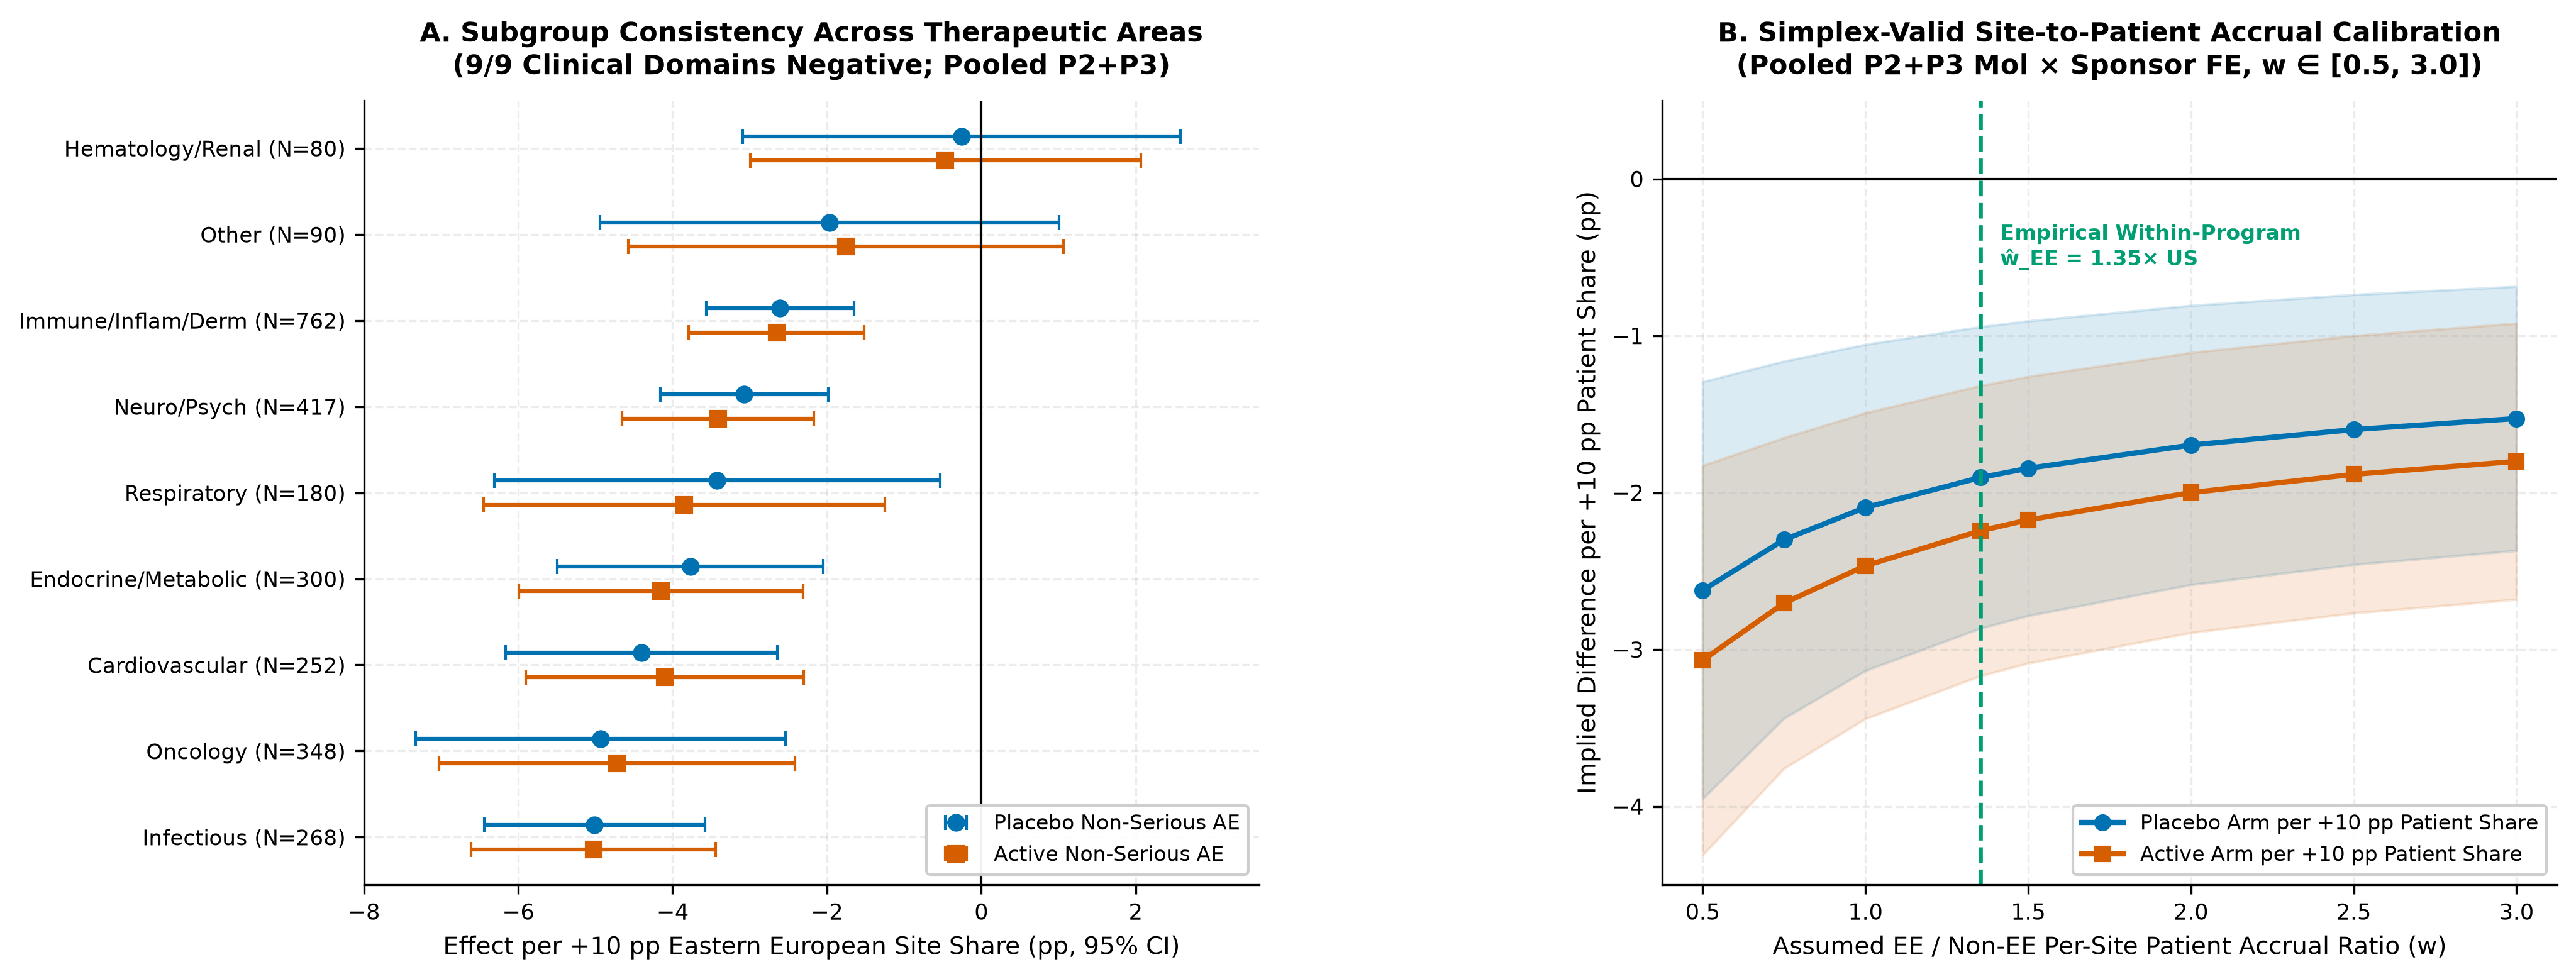 A. Subgroup Consistency Across Therapeutic Areas
(9/9 Clinical Domains Negative; Pooled P2+P3)
Hematology/Renal (N=80)
Other (N=90)
Immune/Inflam/Derm (N=762)
Neuro/Psych (N=417)
Respiratory (N=180)
Endocrine/Metabolic (N=300)
Cardiovascular (N=252)
Oncology (N=348)
Infectious (N=268)
Placebo Non-Serious AE
Active Non-Serious AE
−8 −6 −4 −2 0 2
Effect per +10 pp Eastern European Site Share (pp, 95% CI)
B. Simplex-Valid Site-to-Patient Accrual Calibration
(Pooled P2+P3 Mol × Sponsor FE, w ∈ [0.5, 3.0])
Implied Difference per +10 pp Patient Share (pp)
0
−1
−2
−3
−4
Empirical Within-Program
ŵ_EE = 1.35× US
Placebo Arm per +10 pp Patient Share
Active Arm per +10 pp Patient Share
0.5 1.0 1.5 2.0 2.5 3.0
Assumed EE / Non-EE Per-Site Patient Accrual Ratio (w)